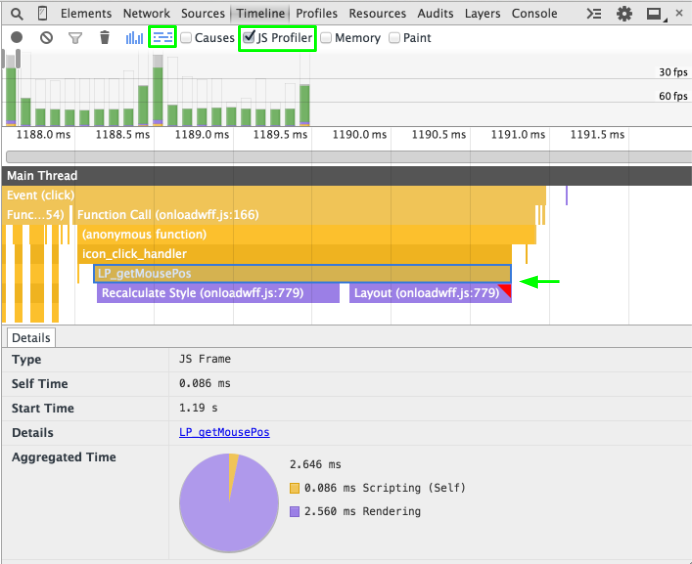 Elements Network Sources Timeline Profiles Resources Audits Layers Console
Causes JS Profiler Memory Paint
30 fps
60 fps
1188.0 ms 1188.5 ms 1189.0 ms 1189.5 ms 1190.0 ms 1190.5 ms 1191.0 ms 1191.5 ms
Main Thread
Event (click)
Func...54) Function Call (onloadwff.js:166)
(anonymous function)
icon_click_handler
LP_getMousePos
Recalculate Style (onloadwff.js:779) Layout (onloadwff.js:779)
Details
Type JS Frame
Self Time 0.086 ms
Start Time 1.19 s
Details LP_getMousePos
Aggregated Time
2.646 ms
0.086 ms Scripting (Self)
2.560 ms Rendering